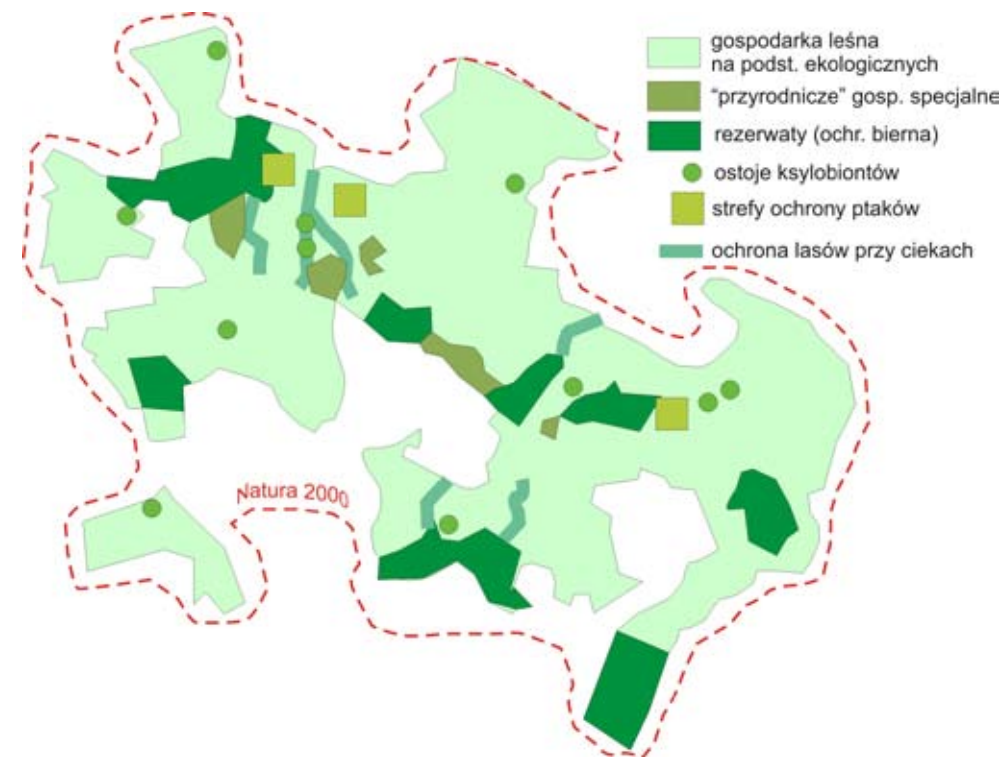 gospodarka leśna
na podst. ekologicznych
"przyrodnicze" gosp. specjalne
rezerwaty (ochr. bierna)
ostoje ksylobiontów
strefy ochrony ptaków
ochrona lasów przy ciekach
Natura 2000